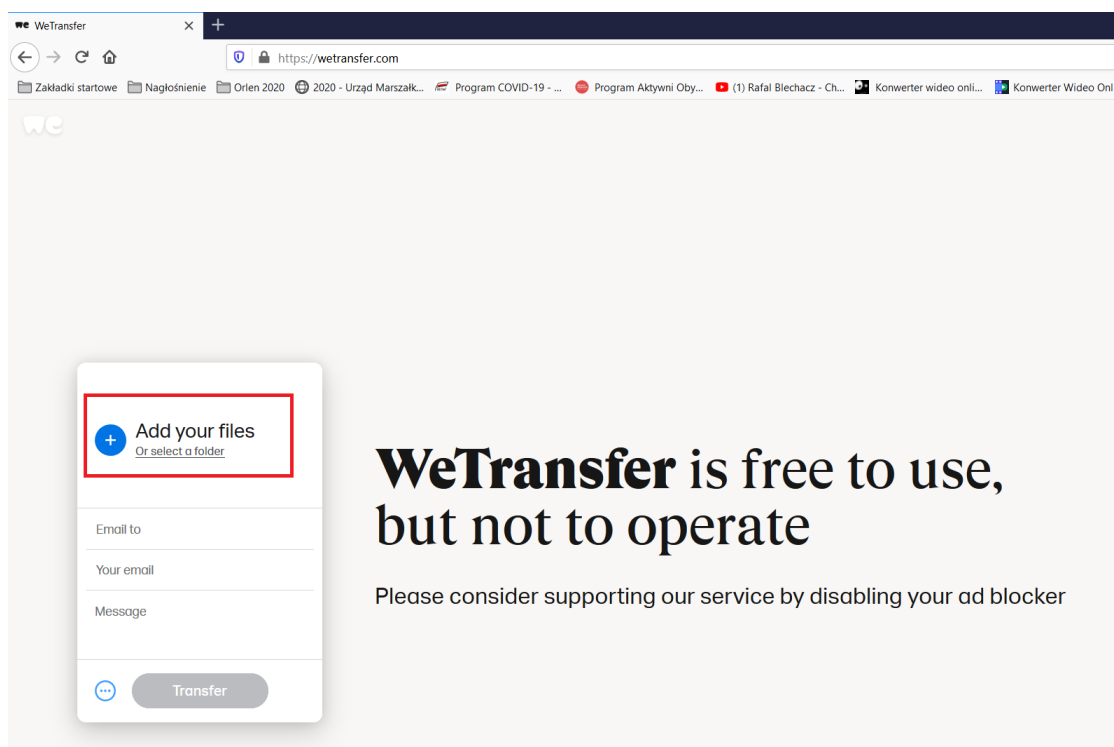 we WeTransfer
https://wetransfer.com
Zakładki startowe Nagłośnienie Orlen 2020 2020 - Urząd Marszałk... Program COVID-19 - ... Program Aktywni Oby... (1) Rafal Blechacz - Ch... Konwerter wideo onli... Konwerter Wideo Onl
we
Add your files
Or select a folder
WeTransfer is free to use,
but not to operate
Email to
Your email
Please consider supporting our service by disabling your ad blocker
Message
Transfer